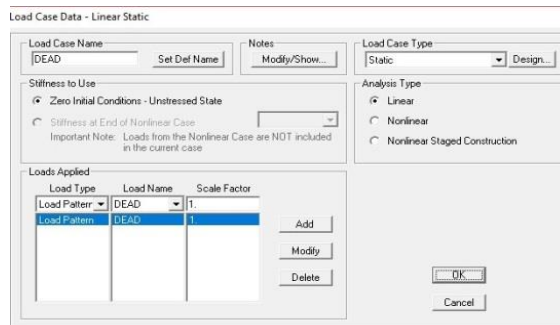 Load Case Data - Linear Static
Load Case Name
DEAD
Set Def Name
Notes
Modify/Show...
Load Case Type
Static
Design...
Stiffness to Use
Zero Initial Conditions - Unstressed State
Stiffness at End of Nonlinear Case
Important Note: Loads from the Nonlinear Case are NOT included
in the current case
Analysis Type
Linear
Nonlinear
Nonlinear Staged Construction
Loads Applied
Load Type Load Name Scale Factor
Load Pattern DEAD 1.
Load Pattern DEAD 1.
Add
Modify
Delete
OK
Cancel